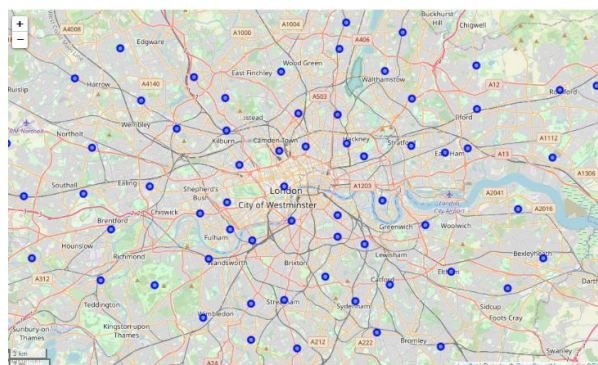 +
A4008
Edgware
A1000
A1004
A406
Buckhurst
Hill
Chigwell
−
Wood Green
East Finchley
Harrow
A4140
Walthamstow
A12
Ruislip
A503
Ilford
Wembley
Northolt
Kilburn
Camden Town
Hackney
Stratford
East Ham
A13
A1112
A1306
Southall
Ealing
Shepherd's
Bush
London
A1203
London
City Airport
A2041
City of Westminster
Chiswick
Brentford
A2016
Greenwich
Woolwich
Fulham
Hounslow
Richmond
Wandsworth
Brixton
Lewisham
Bexleyheath
A312
Catford
Eltham
Teddington
Streatham
Sydenham
Sidcup
Wimbledon
Foots Cray
Sunbury-on
Thames
Kingston upon
Thames
A212
A222
Bromley
A24
Swanley
5 km